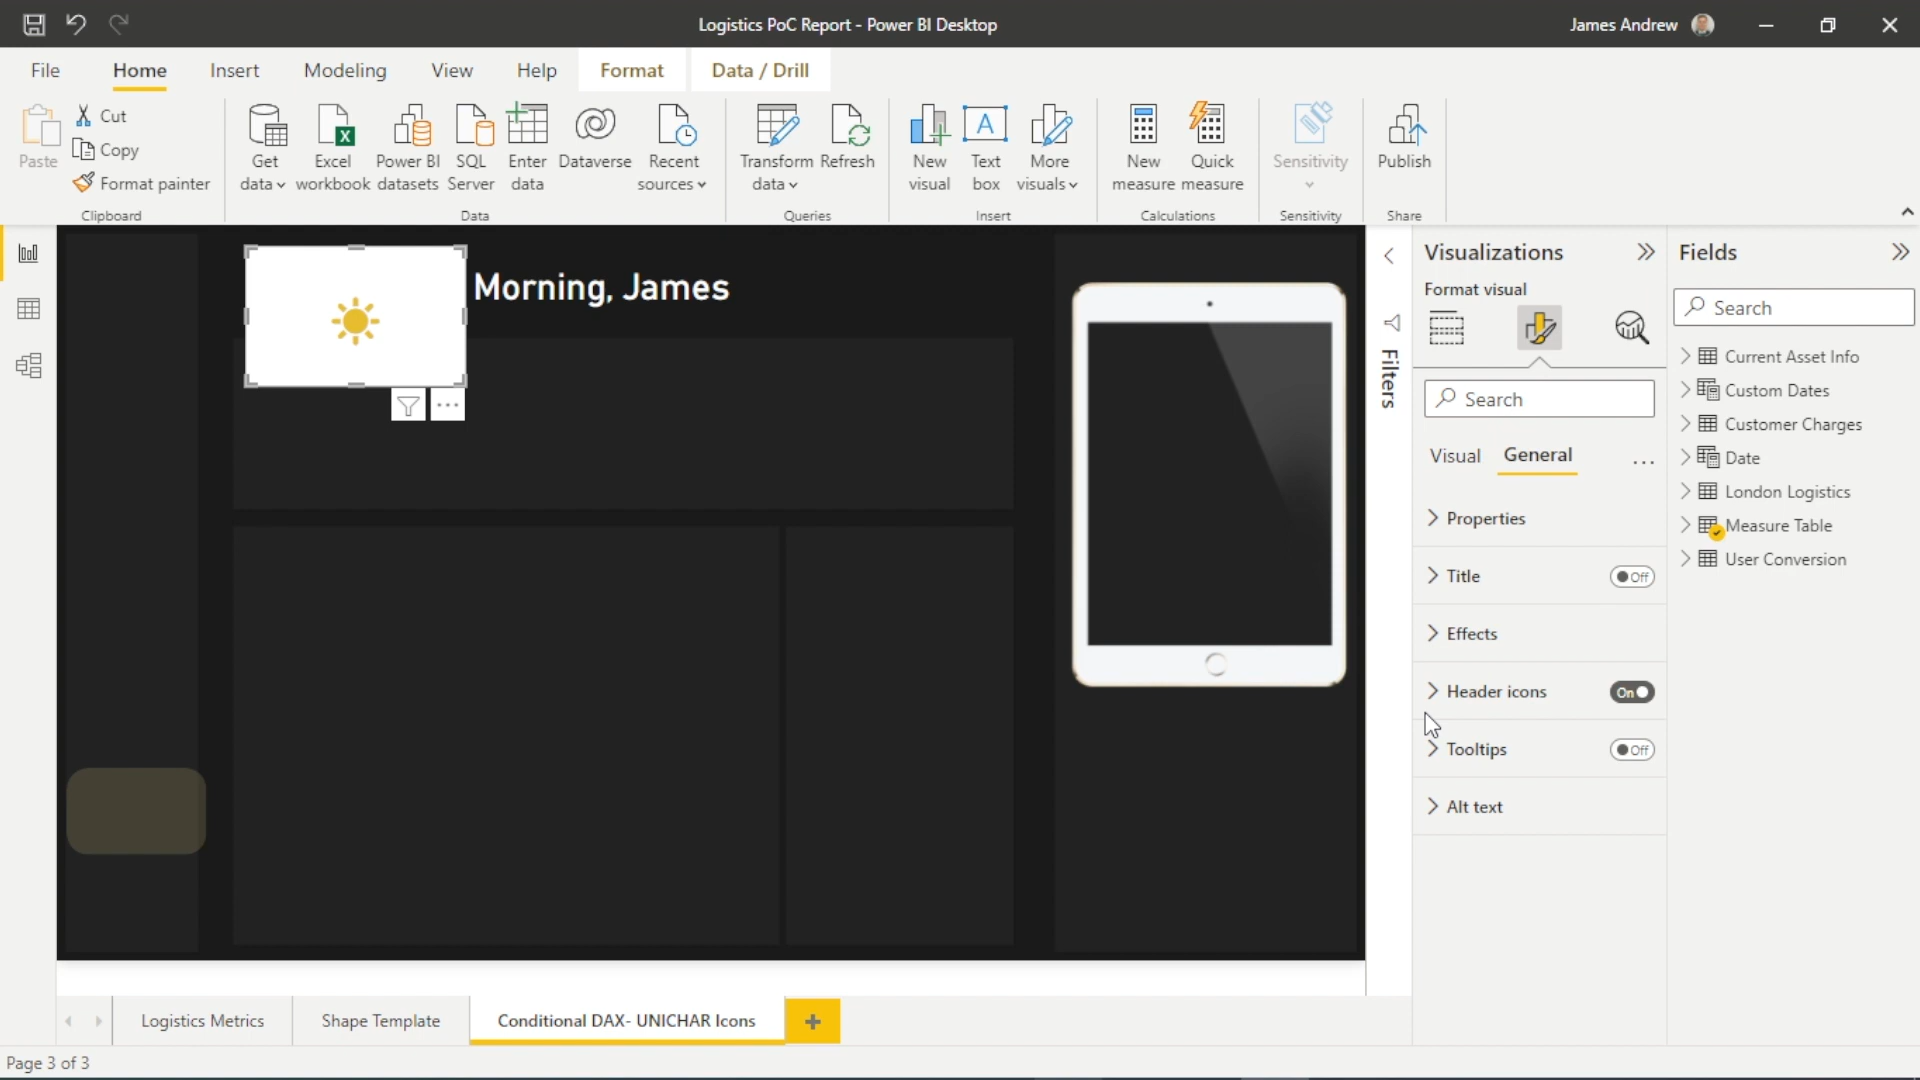 Logistics PoC Report - Power BI Desktop
James Andrew
File
Home
Insert
Modeling
View
Help
Format
Data / Drill
Paste
Cut
Copy
Format painter
Clipboard
Get
data
Excel
workbook
Power BI
datasets
SQL
Server
Enter
data
Dataverse
Recent
sources
Data
Transform
data
Refresh
Queries
New
visual
A
Text
box
More
visuals
Insert
New
measure
Quick
measure
Calculations
Sensitivity
Sensitivity
Publish
Share
Morning, James
Filters
Visualizations
Format visual
Search
Visual
General
...
Properties
Title
Off
Effects
Header icons
On
Tooltips
Off
Alt text
Fields
Search
Current Asset Info
Custom Dates
Customer Charges
Date
London Logistics
Measure Table
User Conversion
Logistics Metrics
Shape Template
Conditional DAX- UNICHAR Icons
+
Page 3 of 3